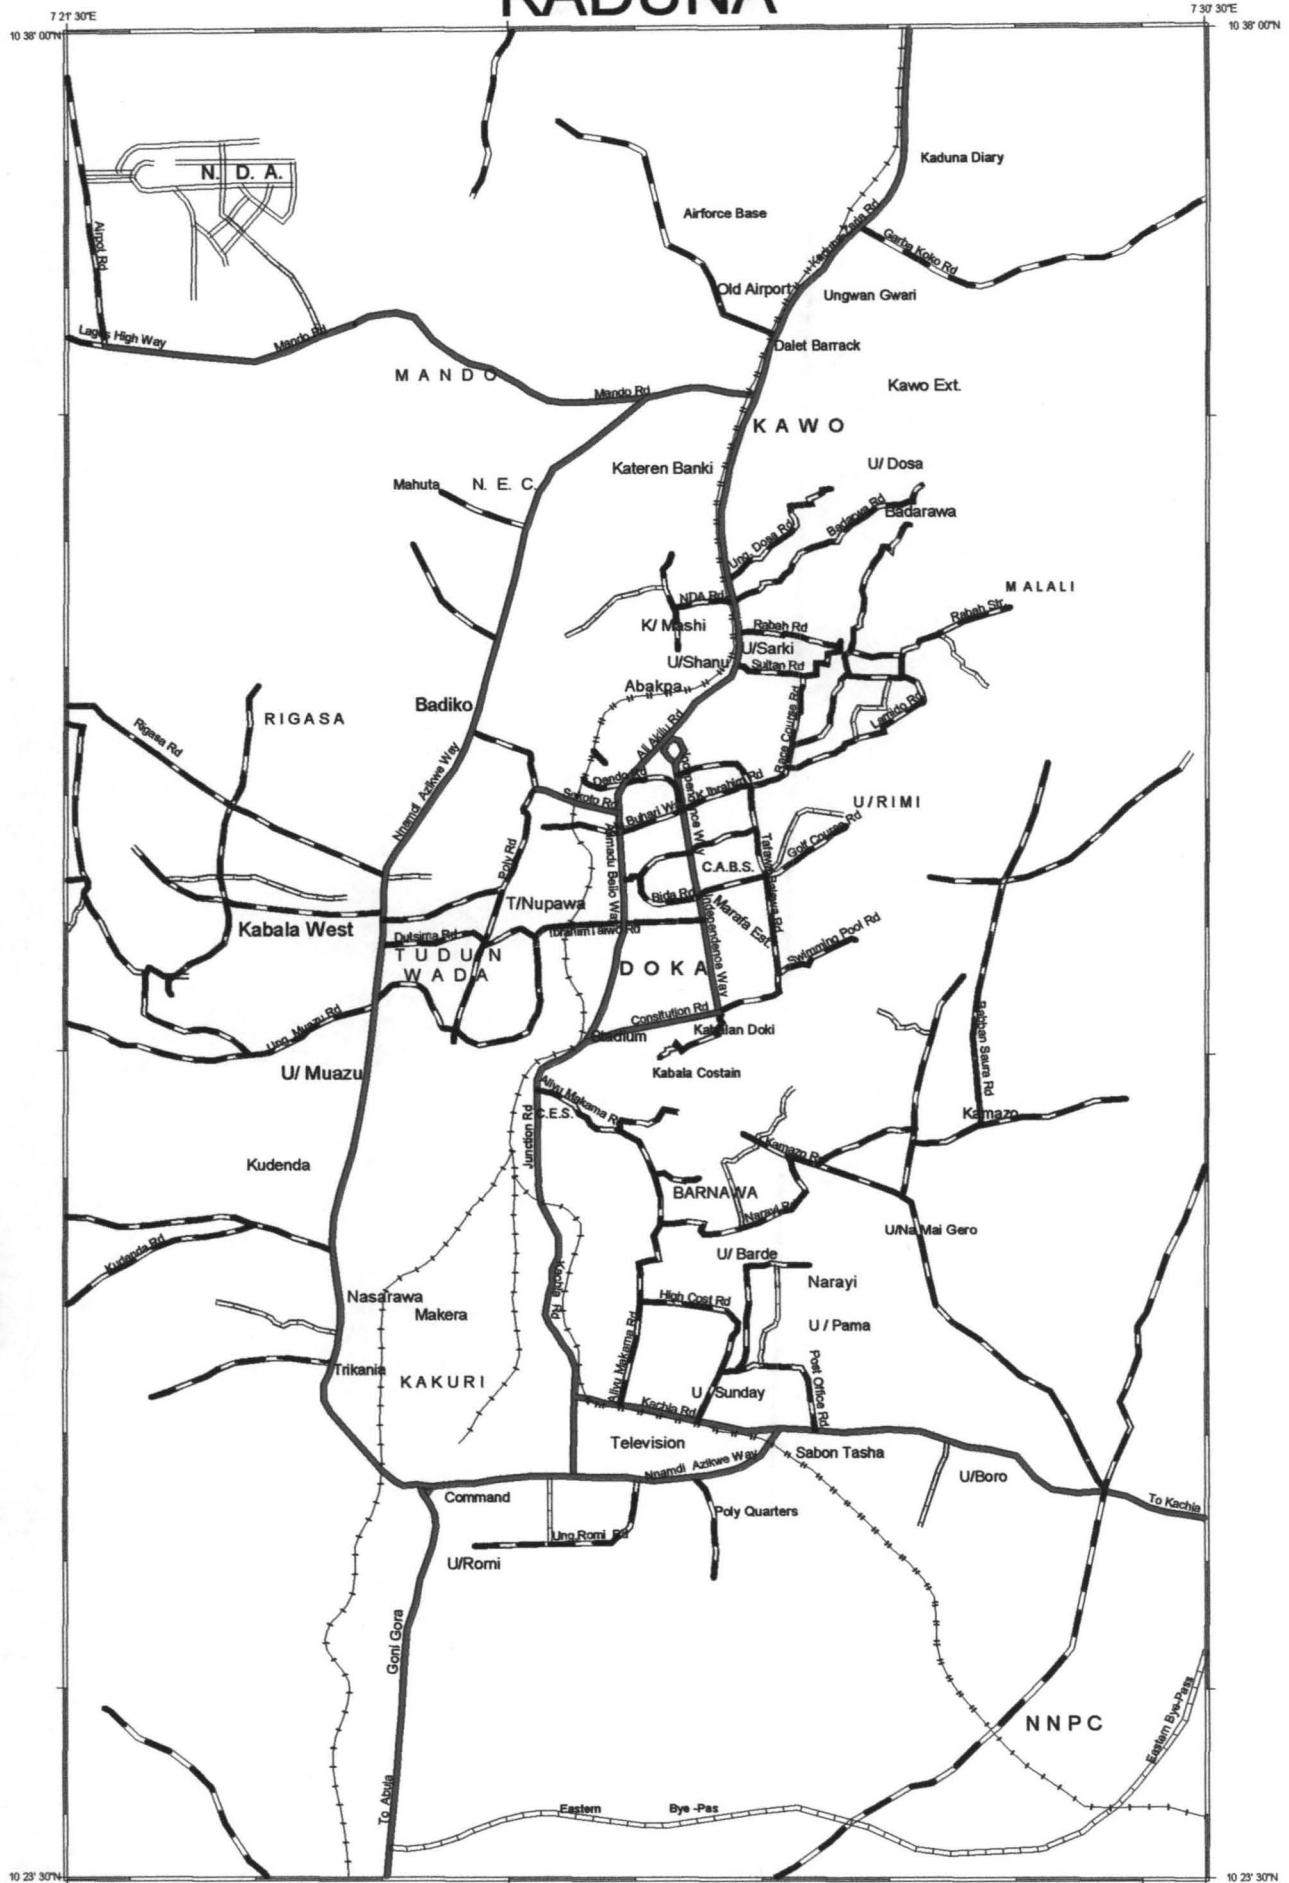 KADUNA
7 21' 30"E
7 30' 30"E
10 38' 00"N
10 38' 00"N
Kaduna Diary
N. D. A.
Airforce Base
Airpot Rd
Kaduna Zaria Rd
Garba Koko Rd
Old Airport
Ungwan Gwari
Lagos High Way
Mando Rd
Dalet Barrack
MANDO
Mando Rd
Kawo Ext.
KAWO
Kateren Banki
U/ Dosa
Mahuta
N. E. C.
Badarwa Rd
Badarawa
Ung. Dosa Rd
MALALI
NDA Rd
Rabah Str.
K/ Mashi
Rabah Rd
U/Sarki
U/Shanu
Sultan Rd
Abakpa
Badiko
Race Course Rd
Lamido Rd
RIGASA
Rigasa Rd
Ali Akilu Rd
Nnamdi Azikwe Way
Independence Way
Dendo Rd
Sokoto Rd
Ibrahim Rd
U/RIMI
Buhari W
Ahmadu Bello Way
Poly Rd
Golf Course Rd
C.A.B.S.
Tafawa Balewa Rd
T/Nupawa
Bida Rd
Marafa Est.
Independence Way
Kabala West
Dutsima Rd
Ibrahim Taiwo Rd
Swimming Pool Rd
TUDUN
WADA
DOKA
Consitution Rd
Ung. Muazu Rd
Stadium
Kabalan Doki
Babban Saura Rd
U/ Muazu
Kabala Costain
Aliyu Makama Rd
C.E.S.
Junction Rd
Kamazo
Kamazo R
Kudenda
BARNAWA
Narayi R
U/Na Mai Gero
Kudenda Rd
U/ Barde
Kachia Rd
Narayi
Nasarawa
High Cost Rd
Makera
U / Pama
Aliyu Makama Rd
Trikania
KAKURI
U / Sunday
Post Office Rd
Kachia Rd
Television
Sabon Tasha
Nnamdi Azikwe Way
U/Boro
Command
To Kachia
Poly Quarters
Ung.Romi Rd
U/Romi
Goni Gora
Eastern Bye-Pass
NNPC
To Abuja
Eastern Bye -Pas
10 23' 30"N
10 23' 30"N